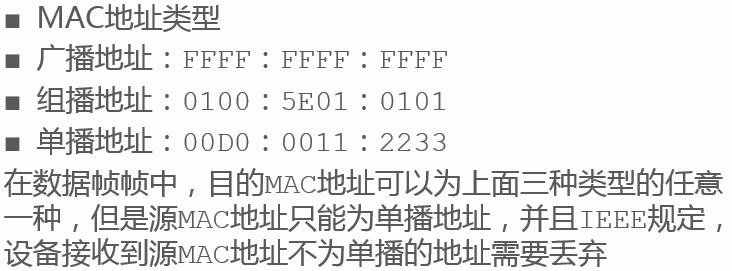 ■ MAC地址类型
■ 广播地址：FFFF：FFFF：FFFF
■ 组播地址：0100：5E01：0101
■ 单播地址：00D0：0011：2233
在数据帧帧中，目的MAC地址可以为上面三种类型的任意
一种，但是源MAC地址只能为单播地址，并且IEEE规定，
设备接收到源MAC地址不为单播的地址需要丢弃